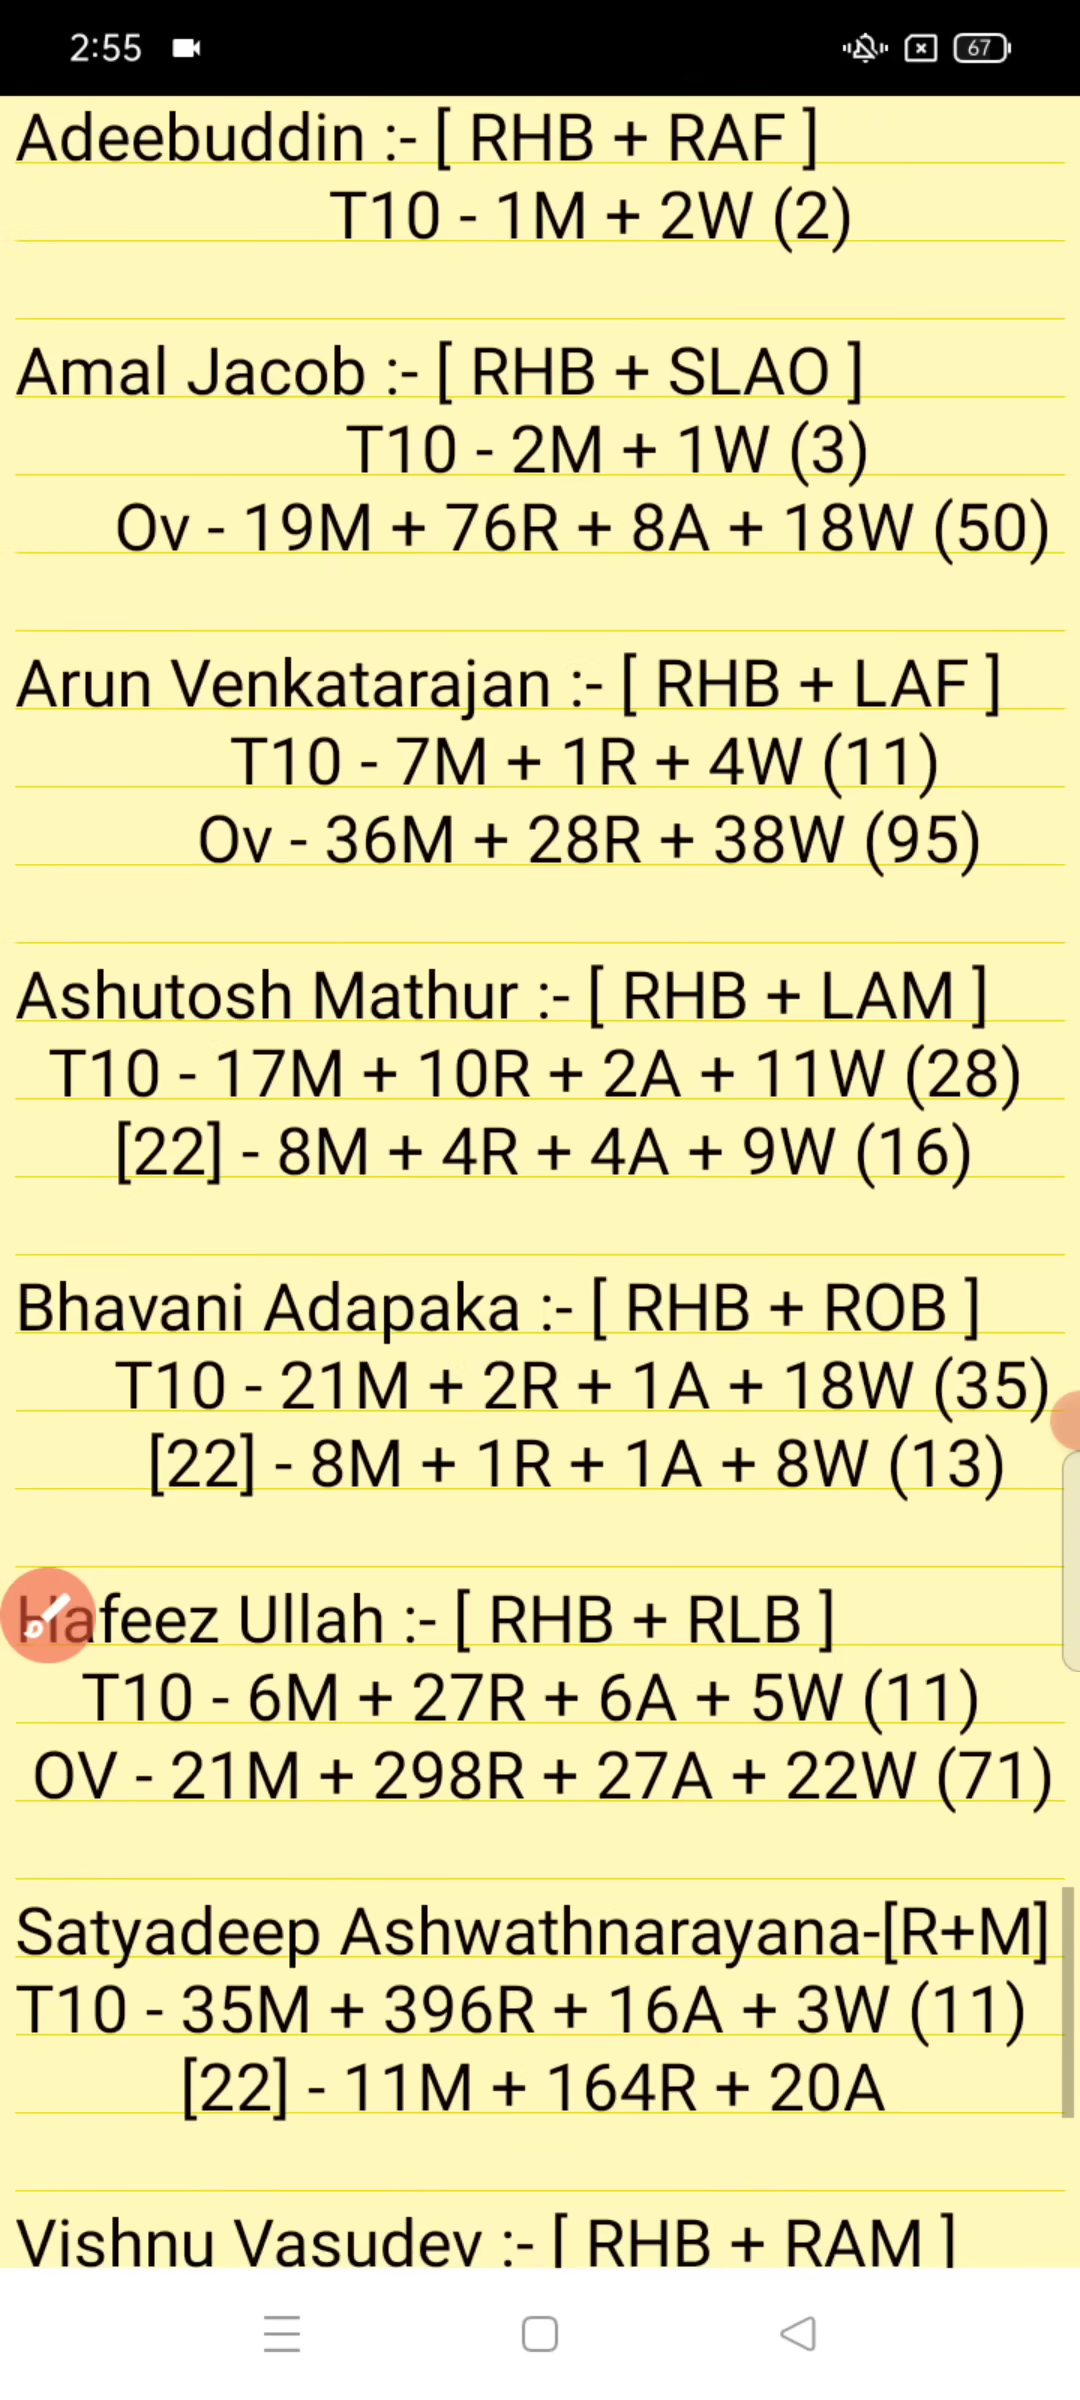 2:55
67
Adeebuddin :- [ RHB + RAF ]
T10 - 1M + 2W (2)
Amal Jacob :- [ RHB + SLAO ]
T10 - 2M + 1W (3)
Ov - 19M + 76R + 8A + 18W (50)
Arun Venkatarajan :- [ RHB + LAF ]
T10 - 7M + 1R + 4W (11)
Ov - 36M + 28R + 38W (95)
Ashutosh Mathur :- [ RHB + LAM ]
T10 - 17M + 10R + 2A + 11W (28)
[22] - 8M + 4R + 4A + 9W (16)
Bhavani Adapaka :- [ RHB + ROB ]
T10 - 21M + 2R + 1A + 18W (35)
[22] - 8M + 1R + 1A + 8W (13)
Hafeez Ullah :- [ RHB + RLB ]
T10 - 6M + 27R + 6A + 5W (11)
OV - 21M + 298R + 27A + 22W (71)
Satyadeep Ashwathnarayana-[R+M]
T10 - 35M + 396R + 16A + 3W (11)
[22] - 11M + 164R + 20A
Vishnu Vasudev :- [ RHB + RAM ]